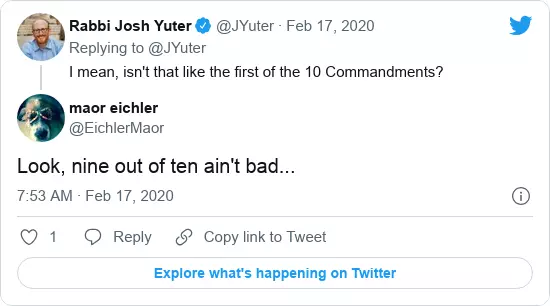 Rabbi Josh Yuter @JYuter · Feb 17, 2020
Replying to @JYuter
I mean, isn't that like the first of the 10 Commandments?
maor eichler
@EichlerMaor
Look, nine out of ten ain't bad...
7:53 AM · Feb 17, 2020
1 Reply Copy link to Tweet
Explore what's happening on Twitter